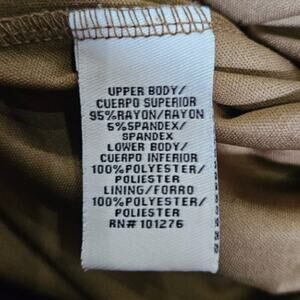 UPPER BODY/
CUERPO SUPERIOR
95%RAYON/RAYON
5%SPANDEX/
SPANDEX
LOWER BODY/
CUERPO INFERIOR
100%POLYESTER/
POLIESTER
LINING/FORRO
100%POLYESTER/
POLIESTER
RN# 101276